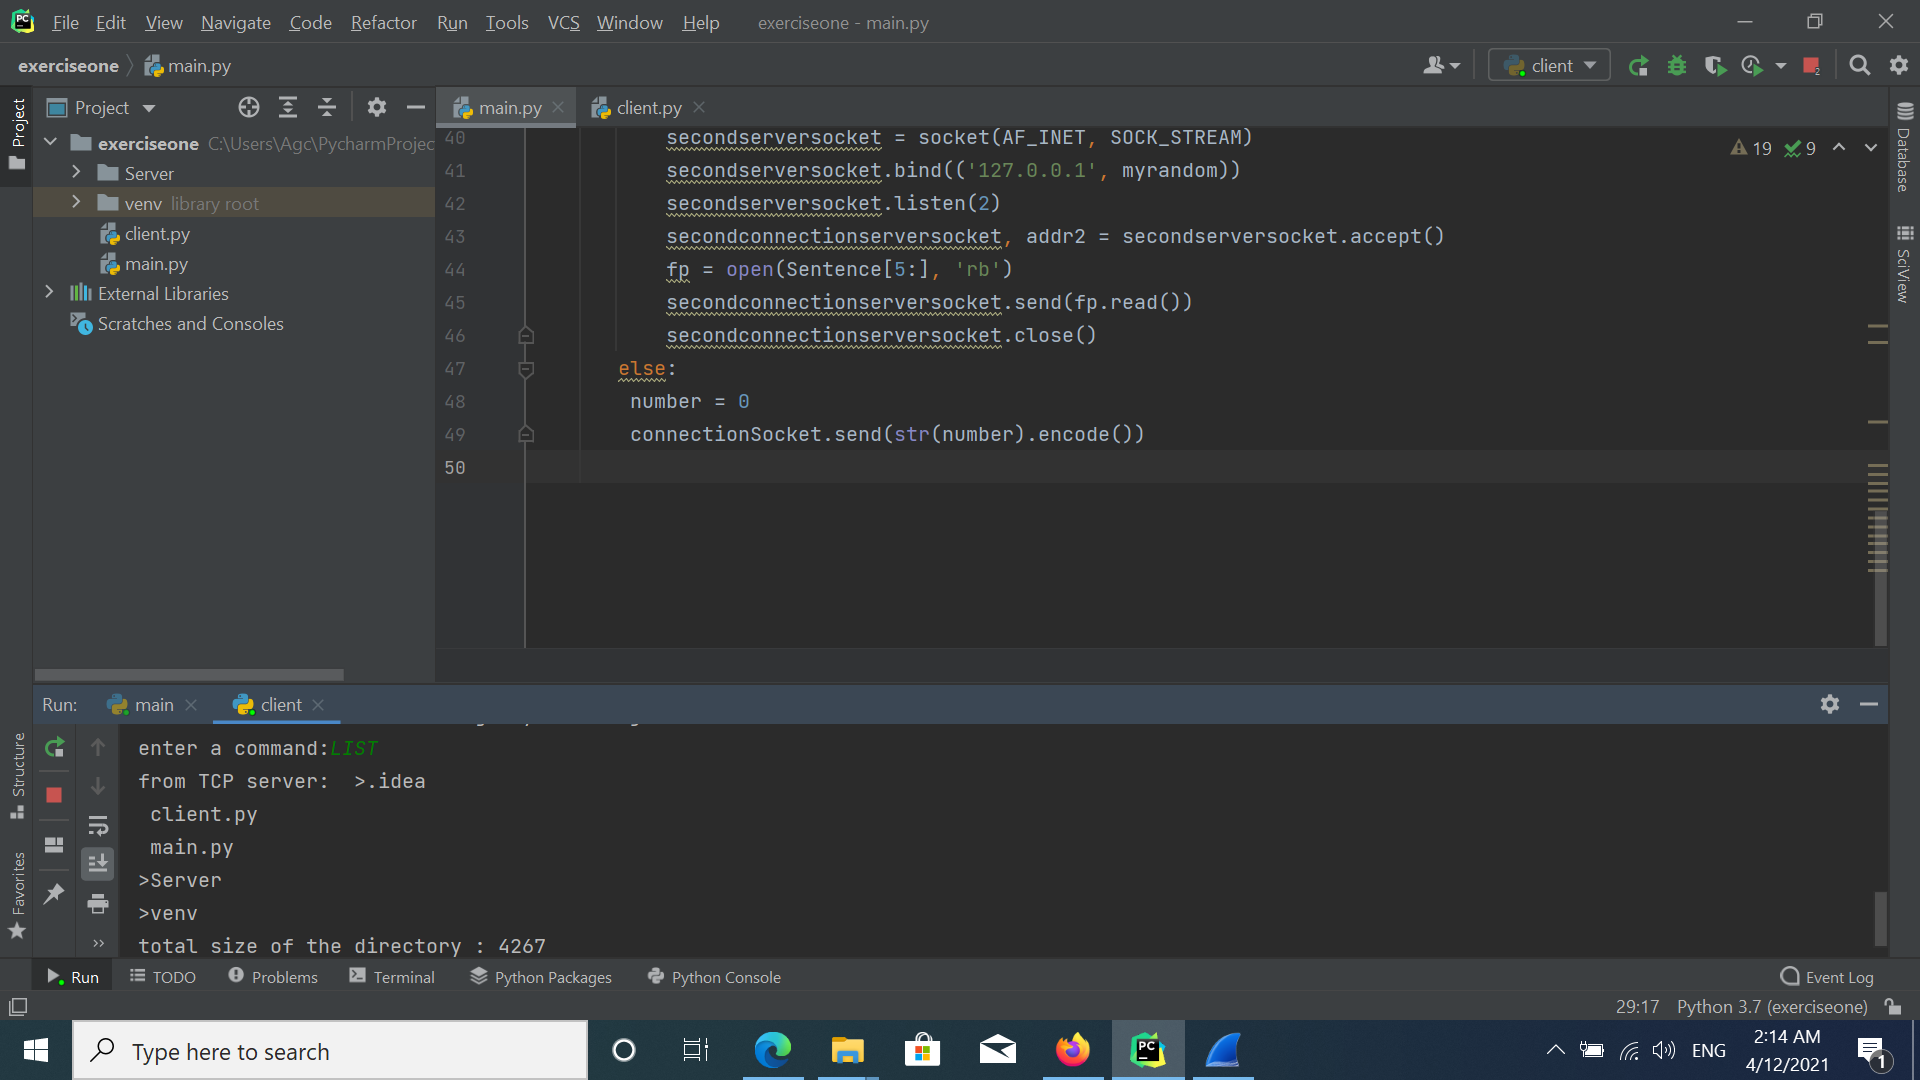 File Edit View Navigate Code Refactor Run Tools VCS Window Help exerciseone - main.py
exerciseone main.py client
Project
Project
main.py client.py
exerciseone C:\Users\Agc\PycharmProjec
Server
venv library root
client.py
main.py
External Libraries
Scratches and Consoles
19 9
40 secondserversocket = socket(AF_INET, SOCK_STREAM)
41 secondserversocket.bind(('127.0.0.1', myrandom))
42 secondserversocket.listen(2)
43 secondconnectionserversocket, addr2 = secondserversocket.accept()
44 fp = open(Sentence[5:], 'rb')
45 secondconnectionserversocket.send(fp.read())
46 secondconnectionserversocket.close()
47 else:
48 number = 0
49 connectionSocket.send(str(number).encode())
50
Database
SciView
Run: main client
enter a command:LIST
from TCP server:  >.idea
client.py
main.py
>Server
>venv
total size of the directory : 4267
Structure
Favorites
Run TODO Problems Terminal Python Packages Python Console Event Log
29:17 Python 3.7 (exerciseone)
Type here to search
ENG
2:14 AM
4/12/2021
1